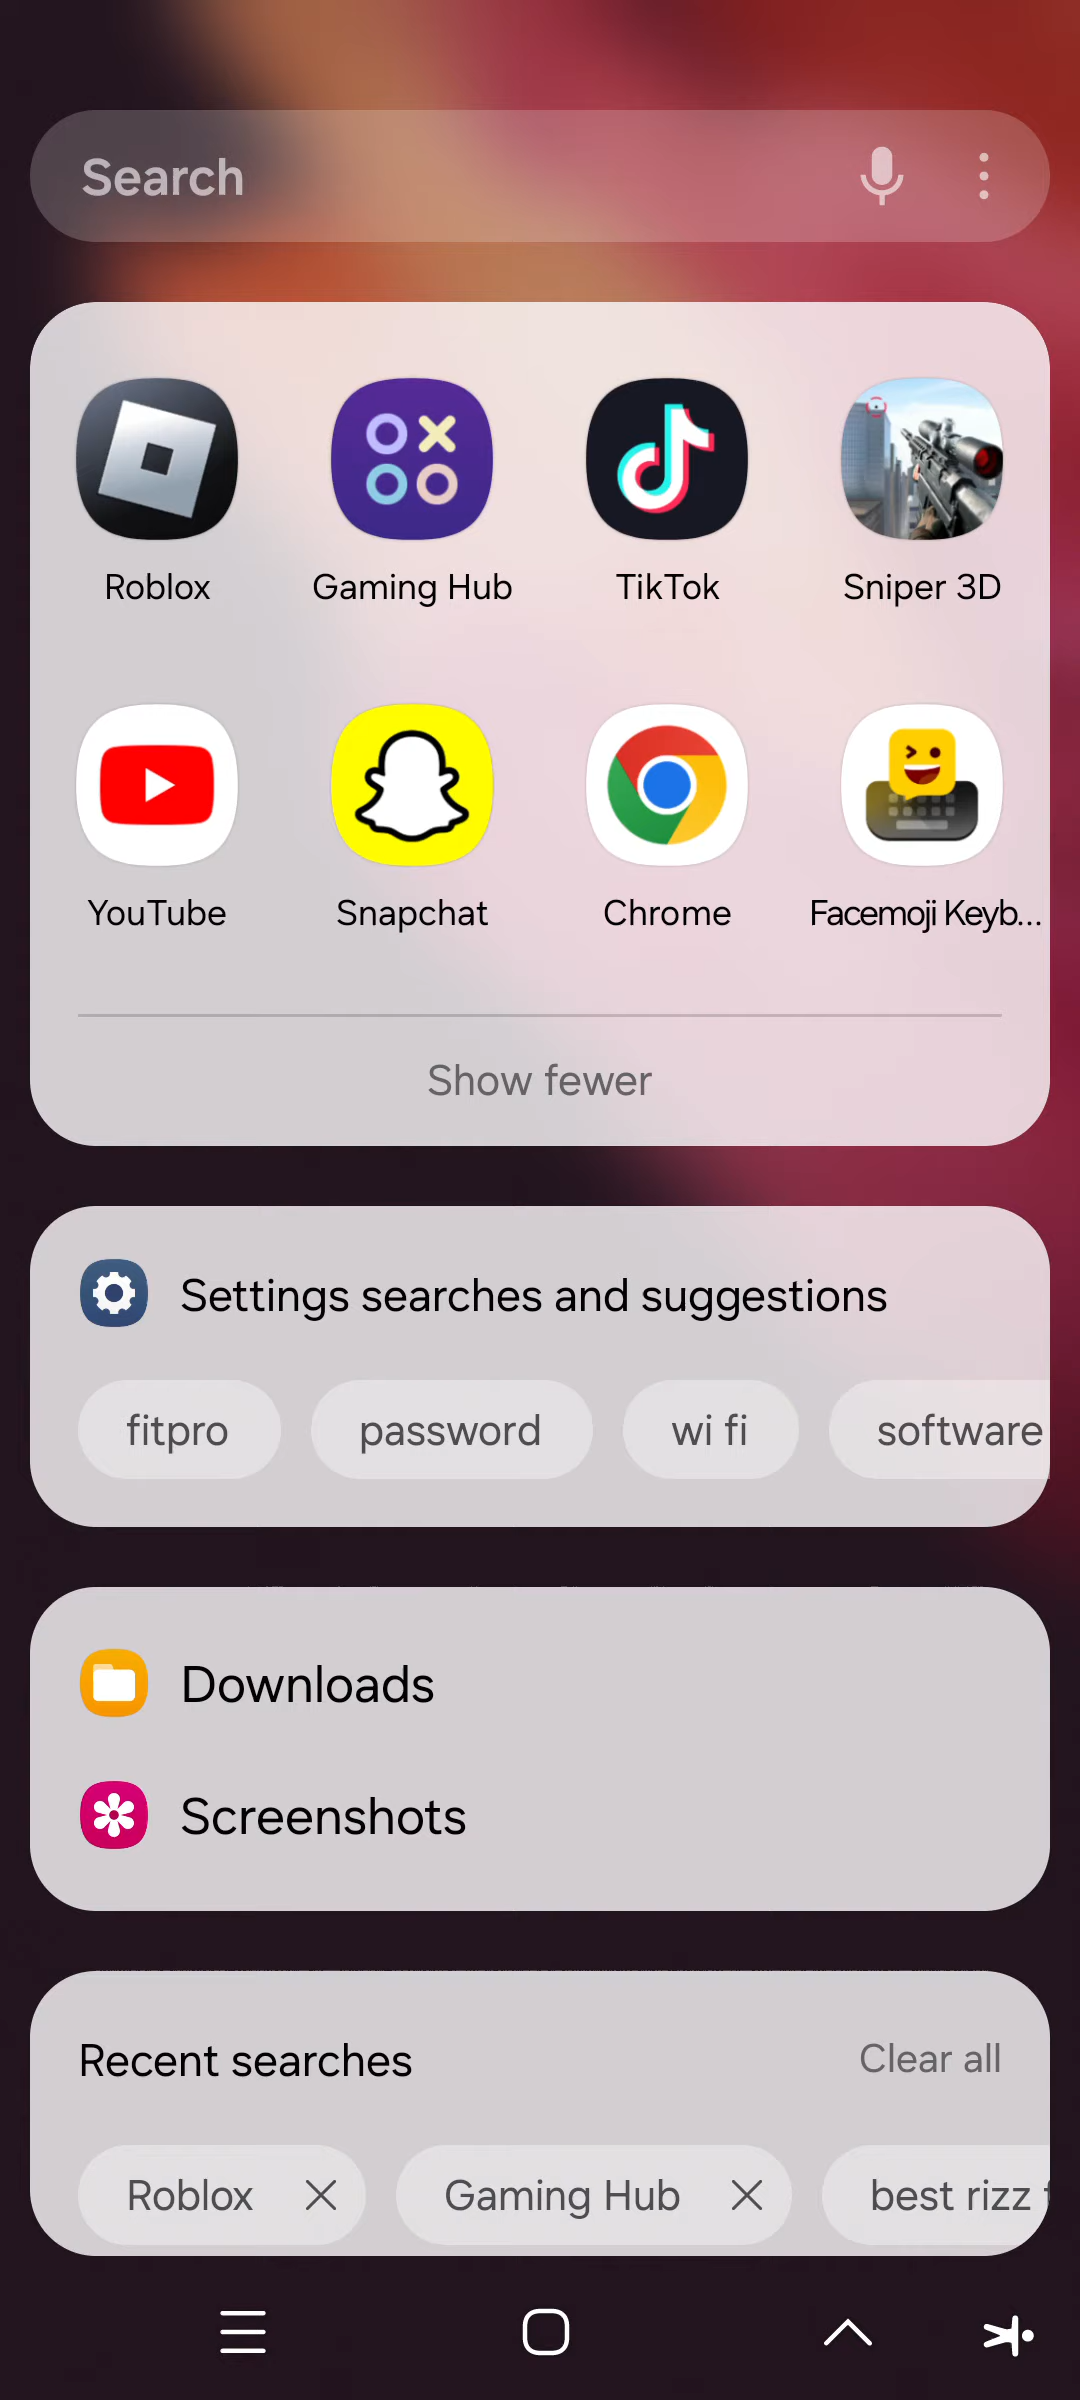 Search
Roblox
Gaming Hub
TikTok
Sniper 3D
YouTube
Snapchat
Chrome
Facemoji Keyb...
Show fewer
Settings searches and suggestions
fitpro
password
wi fi
software
Downloads
Screenshots
Recent searches
Clear all
Roblox
Gaming Hub
best rizz